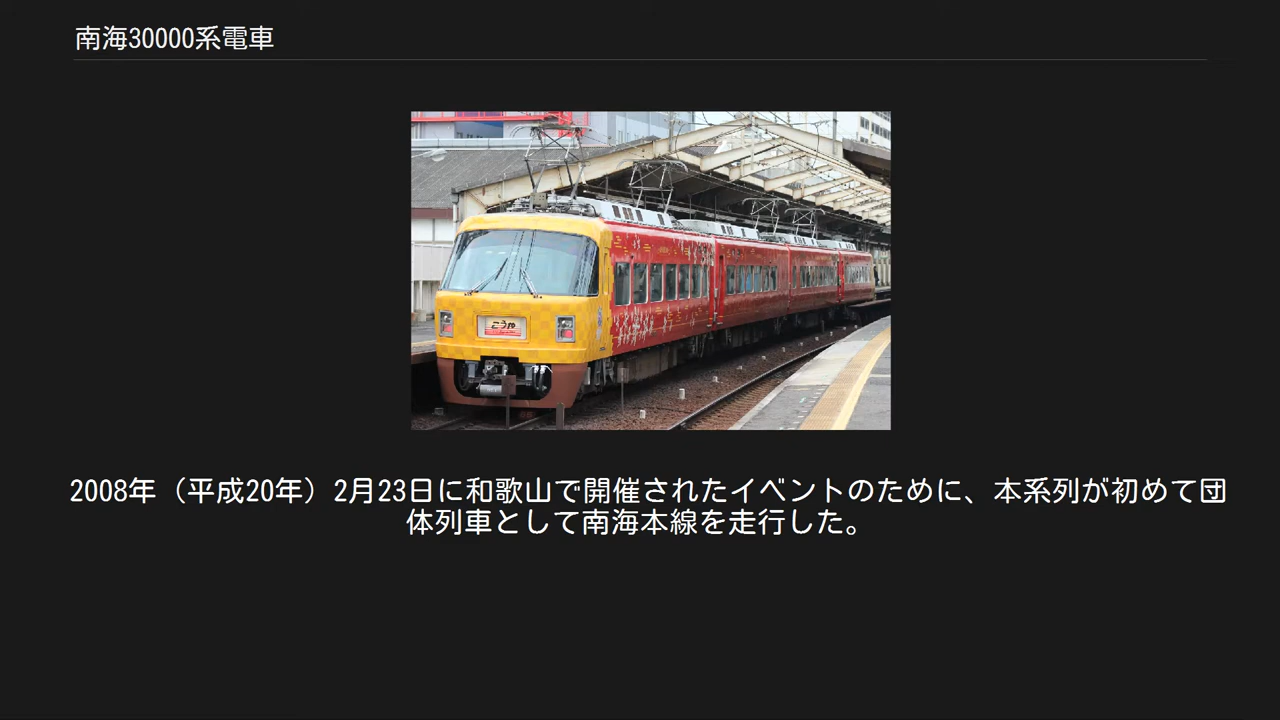 南海30000系電車
こうや
2008年（平成20年）2月23日に和歌山で開催されたイベントのために、本系列が初めて団
体列車として南海本線を走行した。